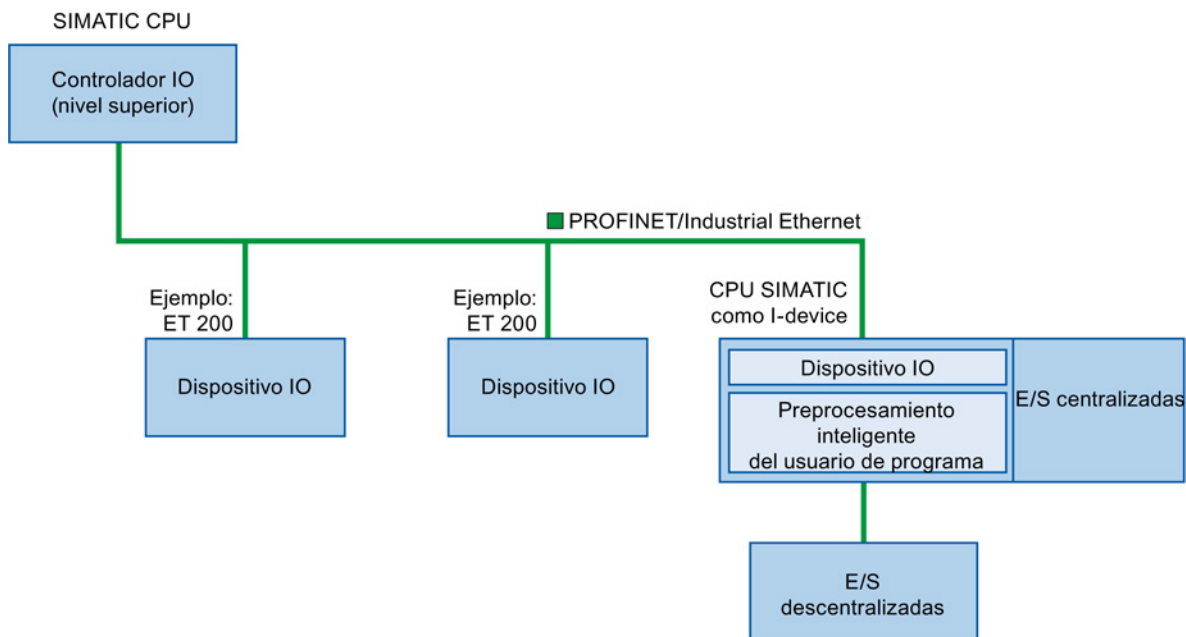 SIMATIC CPU
Controlador IO
(nivel superior)
PROFINET/Industrial Ethernet
Ejemplo:
ET 200
Dispositivo IO
Ejemplo:
ET 200
Dispositivo IO
CPU SIMATIC
como I-device
Dispositivo IO
Preprocesamiento
inteligente
del usuario de programa
E/S centralizadas
E/S
descentralizadas